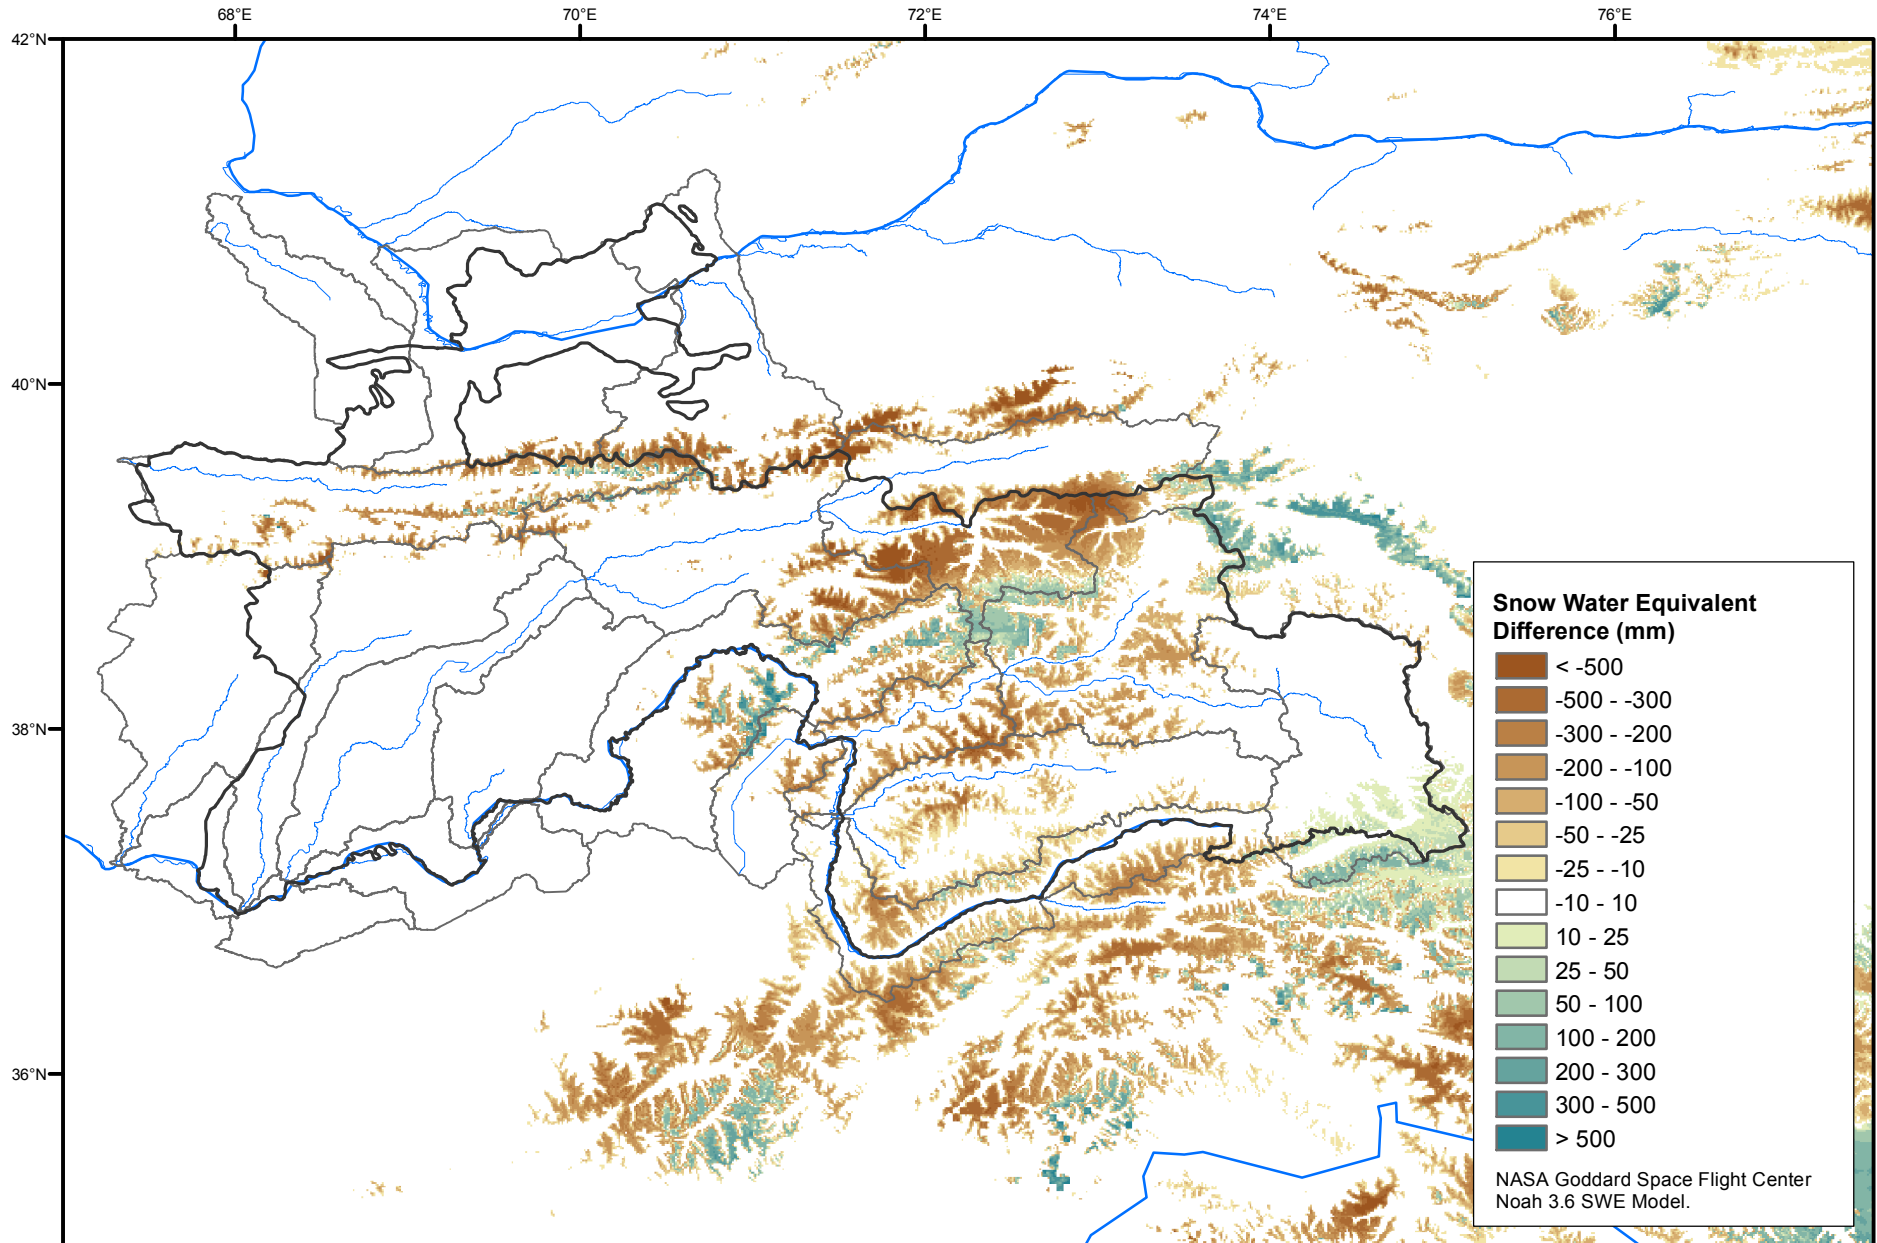 68°E
70°E
72°E
74°E
76°E
42°N
40°N
38°N
36°N
Snow Water Equivalent
Difference (mm)
< -500
-500 - -300
-300 - -200
-200 - -100
-100 - -50
-50 - -25
-25 - -10
-10 - 10
10 - 25
25 - 50
50 - 100
100 - 200
200 - 300
300 - 500
> 500
NASA Goddard Space Flight Center
Noah 3.6 SWE Model.